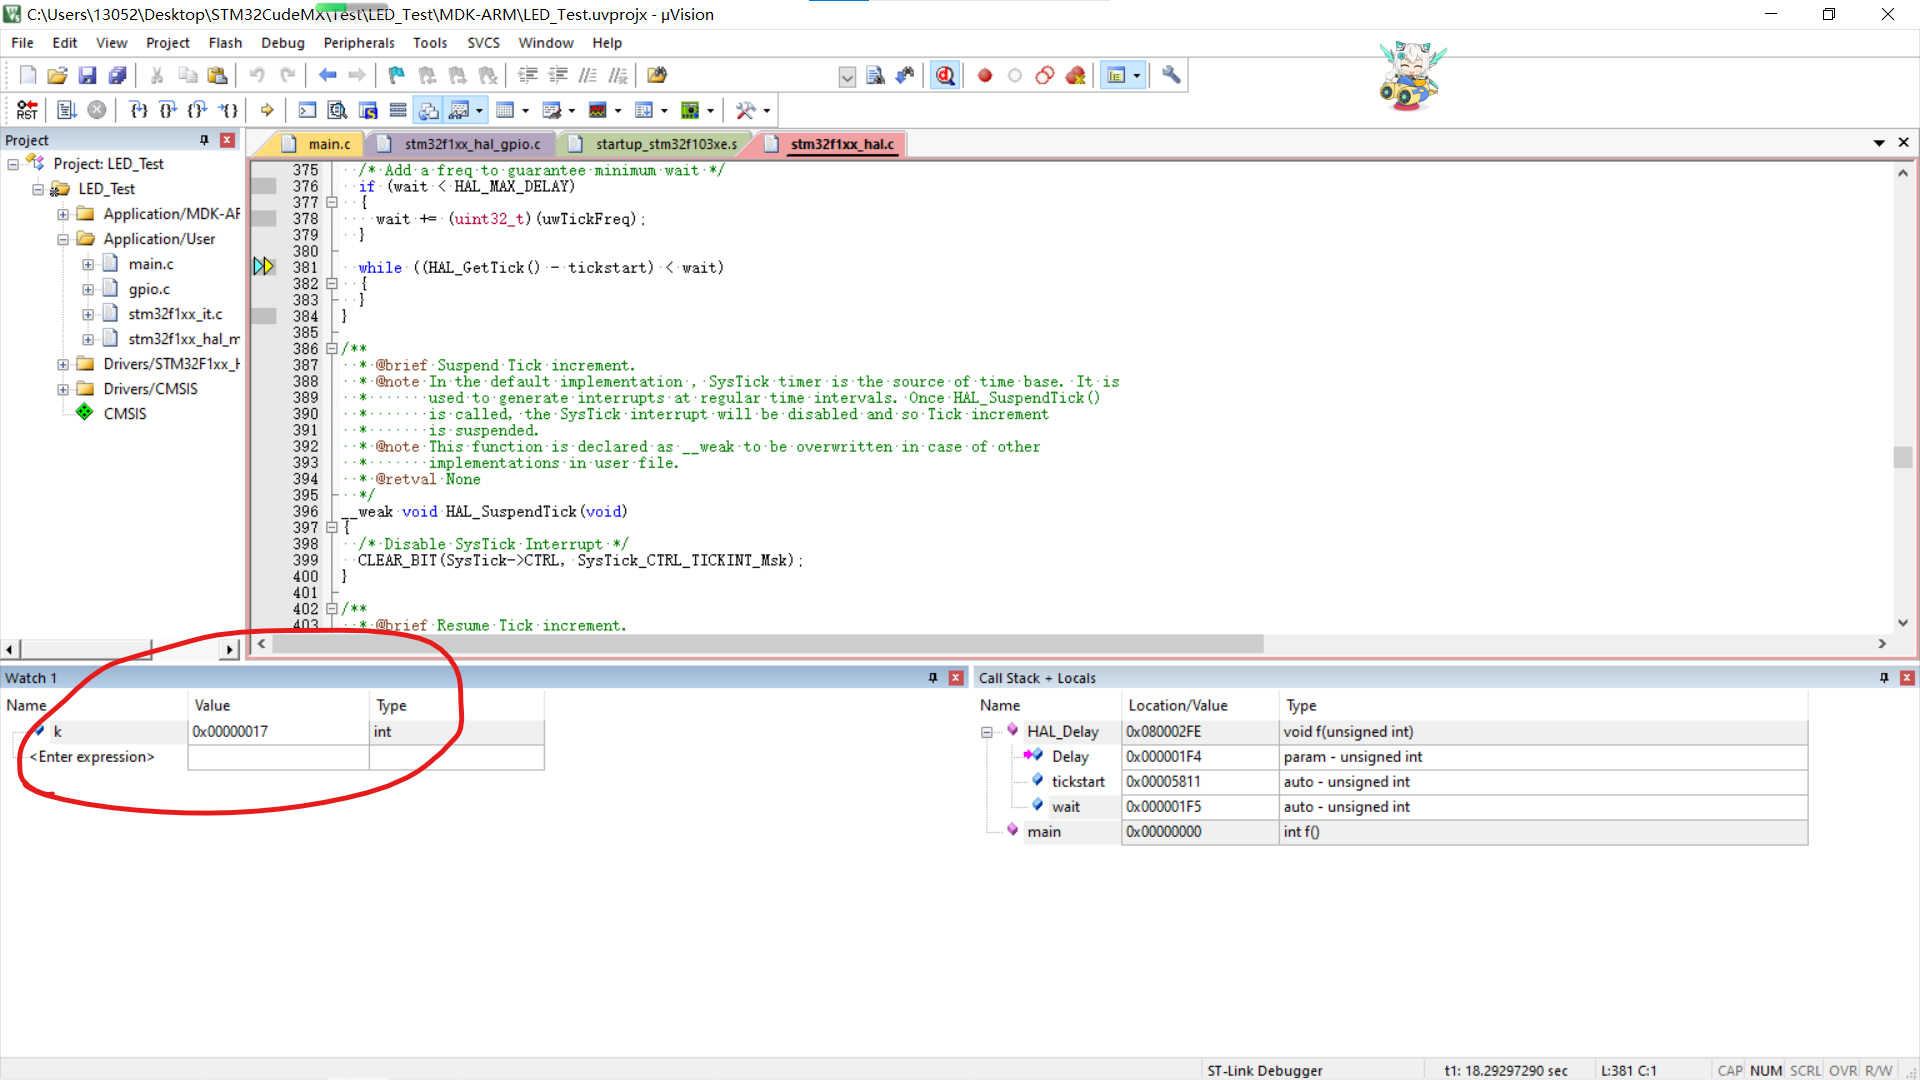 C:\Users\13052\Desktop\STM32CudeMX\Test\LED_Test\MDK-ARM\LED_Test.uvprojx - µVision
File Edit View Project Flash Debug Peripherals Tools SVCS Window Help
RST
Project
Project: LED_Test
LED_Test
Application/MDK-AF
Application/User
main.c
gpio.c
stm32f1xx_it.c
stm32f1xx_hal_m
Drivers/STM32F1xx_H
Drivers/CMSIS
CMSIS
main.c stm32f1xx_hal_gpio.c startup_stm32f103xe.s stm32f1xx_hal.c
375 /* Add a freq to guarantee minimum wait */
376 if (wait < HAL_MAX_DELAY)
377 {
378 wait += (uint32_t)(uwTickFreq);
379 }
380
381 while ((HAL_GetTick() - tickstart) < wait)
382 {
383 }
384 }
385
386 /**
387 * @brief Suspend Tick increment.
388 * @note In the default implementation , SysTick timer is the source of time base. It is
389 * used to generate interrupts at regular time intervals. Once HAL_SuspendTick()
390 * is called, the SysTick interrupt will be disabled and so Tick increment
391 * is suspended.
392 * @note This function is declared as __weak to be overwritten in case of other
393 * implementations in user file.
394 * @retval None
395 */
396 __weak void HAL_SuspendTick(void)
397 {
398 /* Disable SysTick Interrupt */
399 CLEAR_BIT(SysTick->CTRL, SysTick_CTRL_TICKINT_Msk);
400 }
401
402 /**
403 * @brief Resume Tick increment.
Watch 1
Name Value Type
k 0x00000017 int
<Enter expression>
Call Stack + Locals
Name Location/Value Type
HAL_Delay 0x080002FE void f(unsigned int)
Delay 0x000001F4 param - unsigned int
tickstart 0x00005811 auto - unsigned int
wait 0x000001F5 auto - unsigned int
main 0x00000000 int f()
ST-Link Debugger t1: 18.29297290 sec L:381 C:1 CAP NUM SCRL OVR R/W